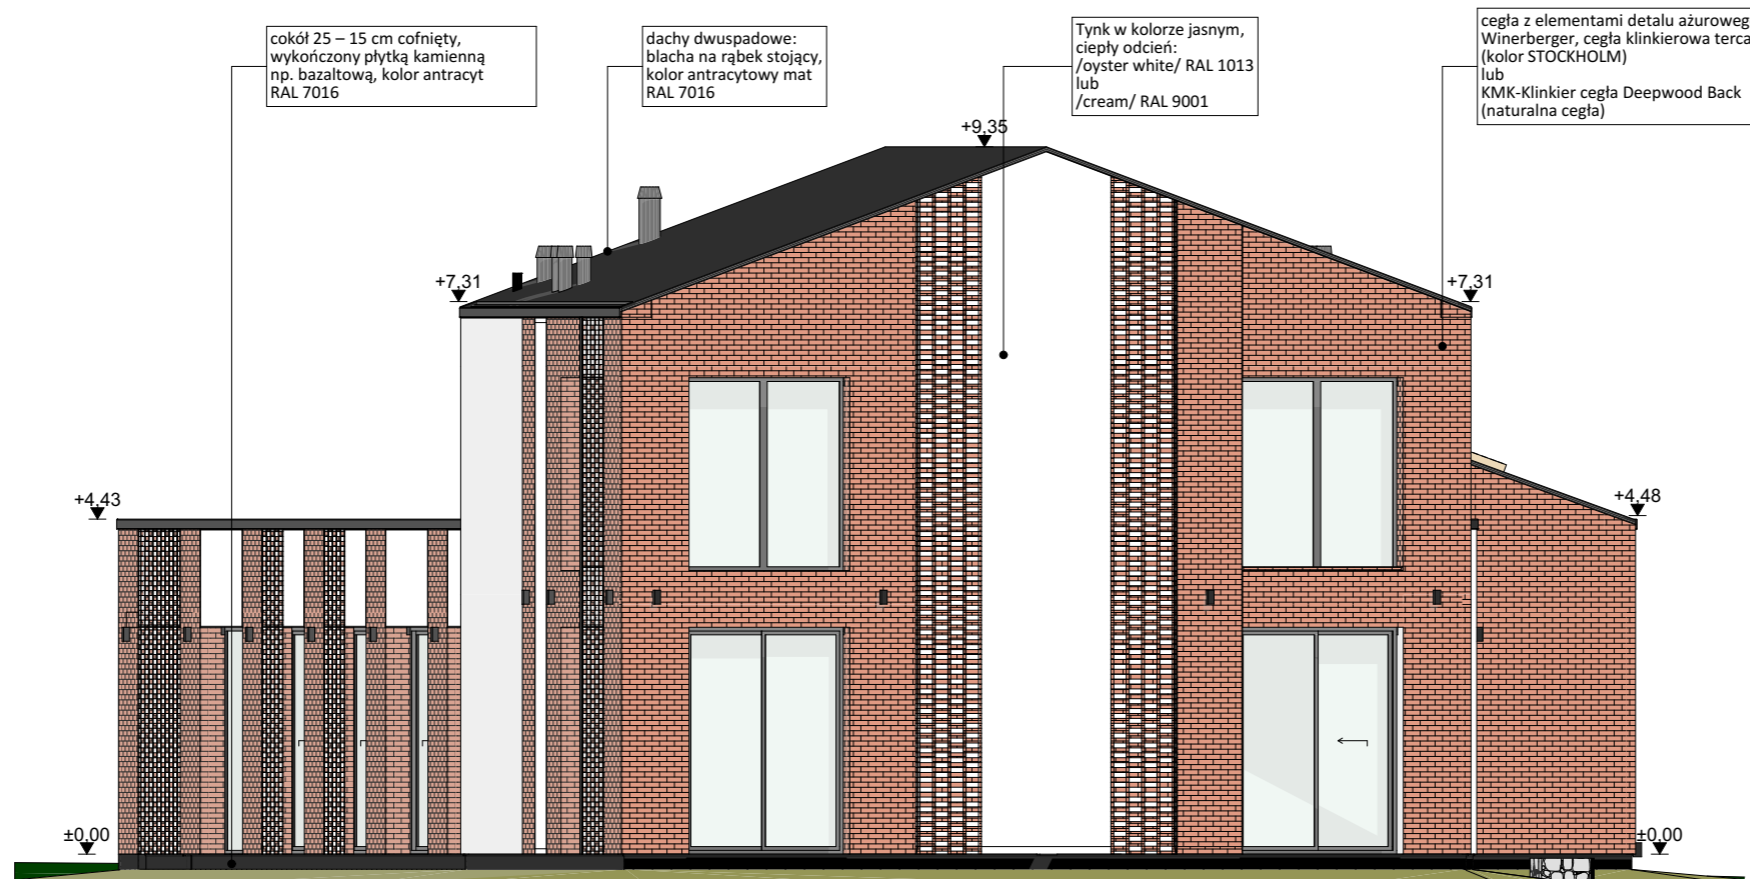 cokół 25 – 15 cm cofnięty,
wykończony płytką kamienną
np. bazaltową, kolor antracyt
RAL 7016
dachy dwuspadowe:
blacha na rąbek stojący,
kolor antracytowy mat
RAL 7016
Tynk w kolorze jasnym,
ciepły odcień:
/oyster white/ RAL 1013
lub
/cream/ RAL 9001
cegła z elementami detalu ażuroweg
Winerberger, cegła klinkierowa terca
(kolor STOCKHOLM)
lub
KMK-Klinkier cegła Deepwood Back
(naturalna cegła)
+9,35
+7,31
+7,31
+4,43
+4,48
±0,00
±0,00